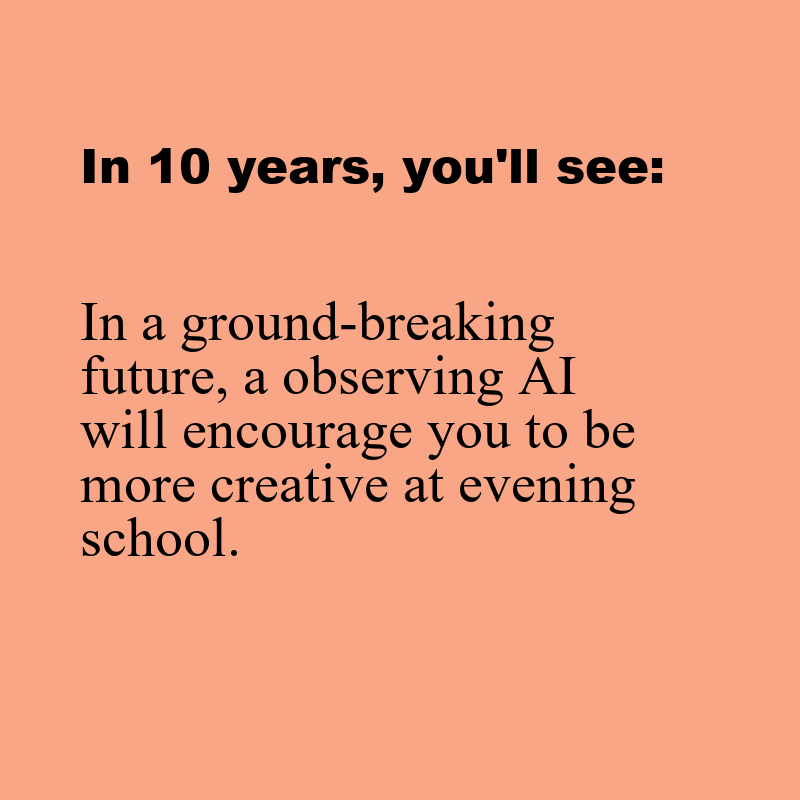 In 10 years, you'll see:
In a ground-breaking
future, a observing AI
will encourage you to be
more creative at evening
school.